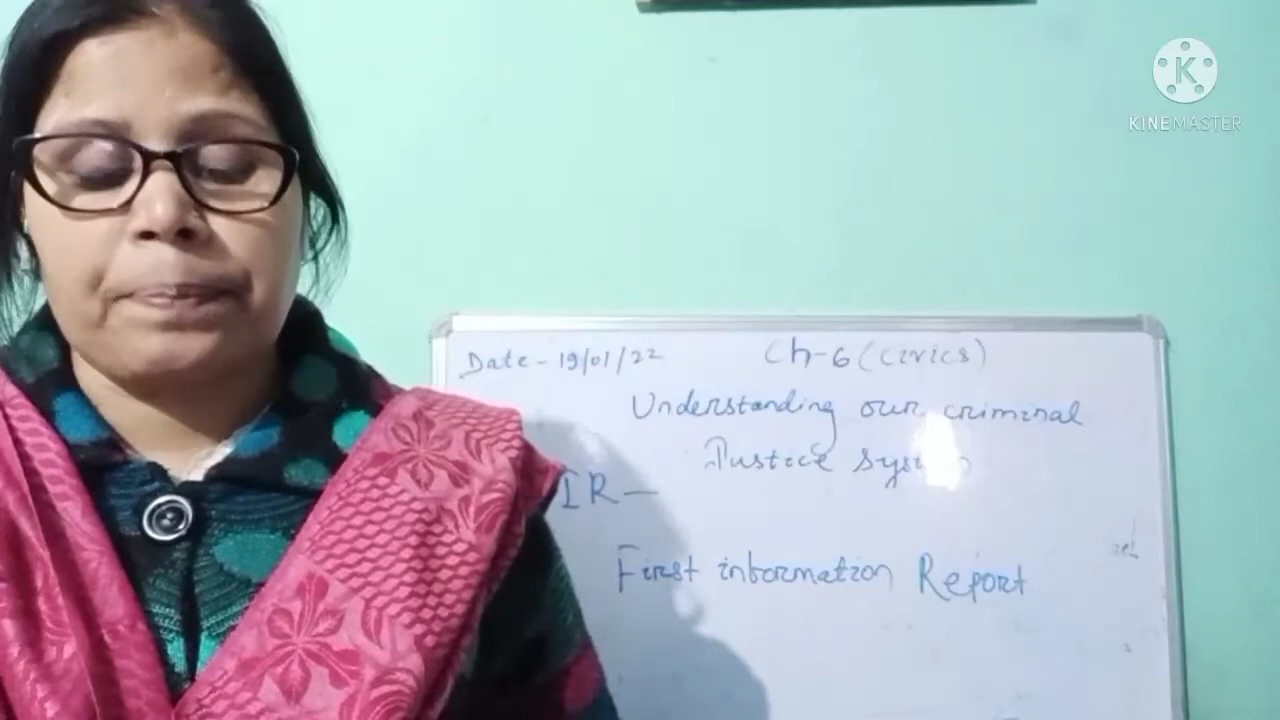 KINEMASTER
Date - 19/01/22 Ch-6 (civics)
Understanding our criminal
Justice
IR -
First information Report